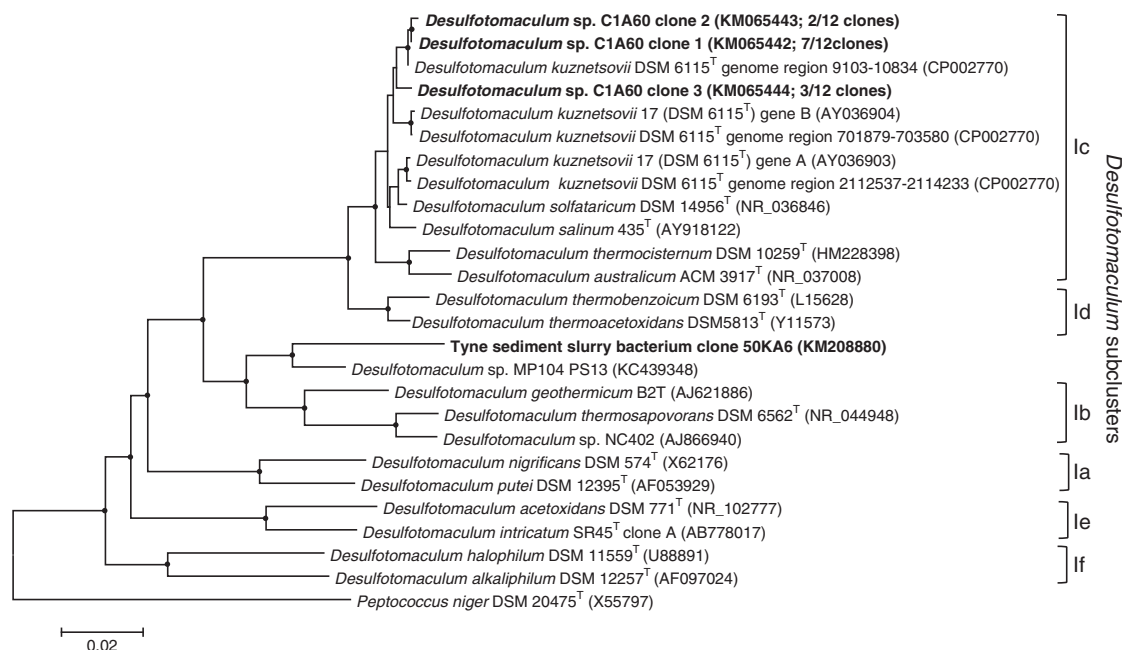 Desulfotomaculum sp. C1A60 clone 2 (KM065443; 2/12 clones)
Desulfotomaculum sp. C1A60 clone 1 (KM065442; 7/12clones)
Desulfotomaculum kuznetsovii DSM 6115T genome region 9103-10834 (CP002770)
Desulfotomaculum sp. C1A60 clone 3 (KM065444; 3/12 clones)
Desulfotomaculum kuznetsovii 17 (DSM 6115T) gene B (AY036904)
Desulfotomaculum kuznetsovii DSM 6115T genome region 701879-703580 (CP002770)
Desulfotomaculum kuznetsovii 17 (DSM 6115T) gene A (AY036903)
Desulfotomaculum kuznetsovii DSM 6115T genome region 2112537-2114233 (CP002770)
Desulfotomaculum solfataricum DSM 14956T (NR_036846)
Desulfotomaculum salinum 435T (AY918122)
Desulfotomaculum thermocisternum DSM 10259T (HM228398)
Desulfotomaculum australicum ACM 3917T (NR_037008)
Ic
Desulfotomaculum thermobenzoicum DSM 6193T (L15628)
Desulfotomaculum thermoacetoxidans DSM5813T (Y11573)
Id
Tyne sediment slurry bacterium clone 50KA6 (KM208880)
Desulfotomaculum sp. MP104 PS13 (KC439348)
Desulfotomaculum geothermicum B2T (AJ621886)
Desulfotomaculum thermosapovorans DSM 6562T (NR_044948)
Desulfotomaculum sp. NC402 (AJ866940)
Ib
Desulfotomaculum nigrificans DSM 574T (X62176)
Desulfotomaculum putei DSM 12395T (AF053929)
Ia
Desulfotomaculum acetoxidans DSM 771T (NR_102777)
Desulfotomaculum intricatum SR45T clone A (AB778017)
Ie
Desulfotomaculum halophilum DSM 11559T (U88891)
Desulfotomaculum alkaliphilum DSM 12257T (AF097024)
If
Peptococcus niger DSM 20475T (X55797)
Desulfotomaculum subclusters
0.02